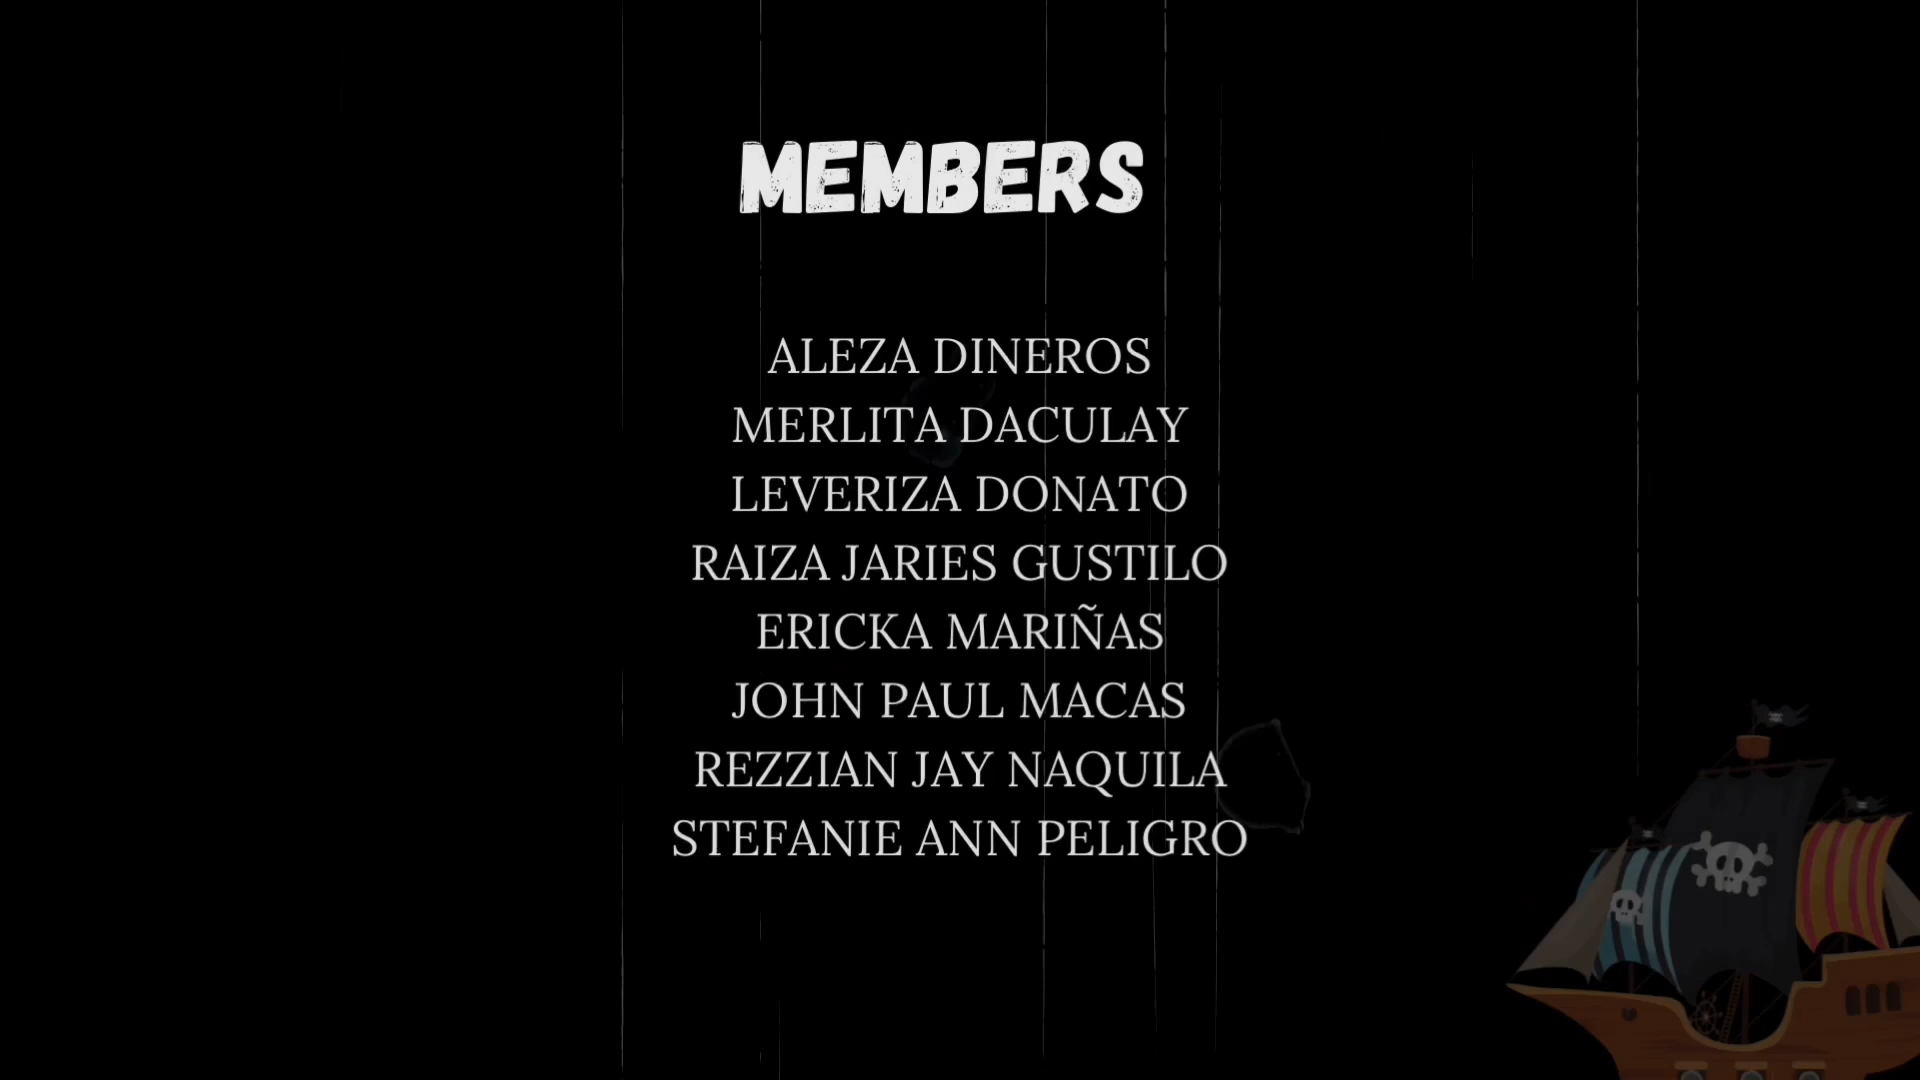 MEMBERS
ALEZA DINEROS
MERLITA DACULAY
LEVERIZA DONATO
RAIZA JARIES GUSTILO
ERICKA MARIÑAS
JOHN PAUL MACAS
REZZIAN JAY NAQUILA
STEFANIE ANN PELIGRO